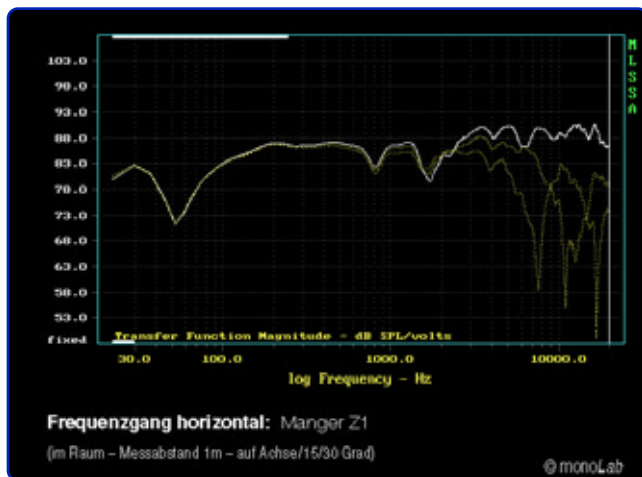 MLSSA
103.0
98.0
93.0
88.0
83.0
78.0
73.0
68.0
63.0
58.0
53.0
fixed
Transfer Function Magnitude - dB SPL/volts
30.0 100.0 1000.0 10000.0
log Frequency - Hz
Frequenzgang horizontal: Manger Z1
(im Raum – Messabstand 1m – auf Achse/15/30 Grad)
© monoLab